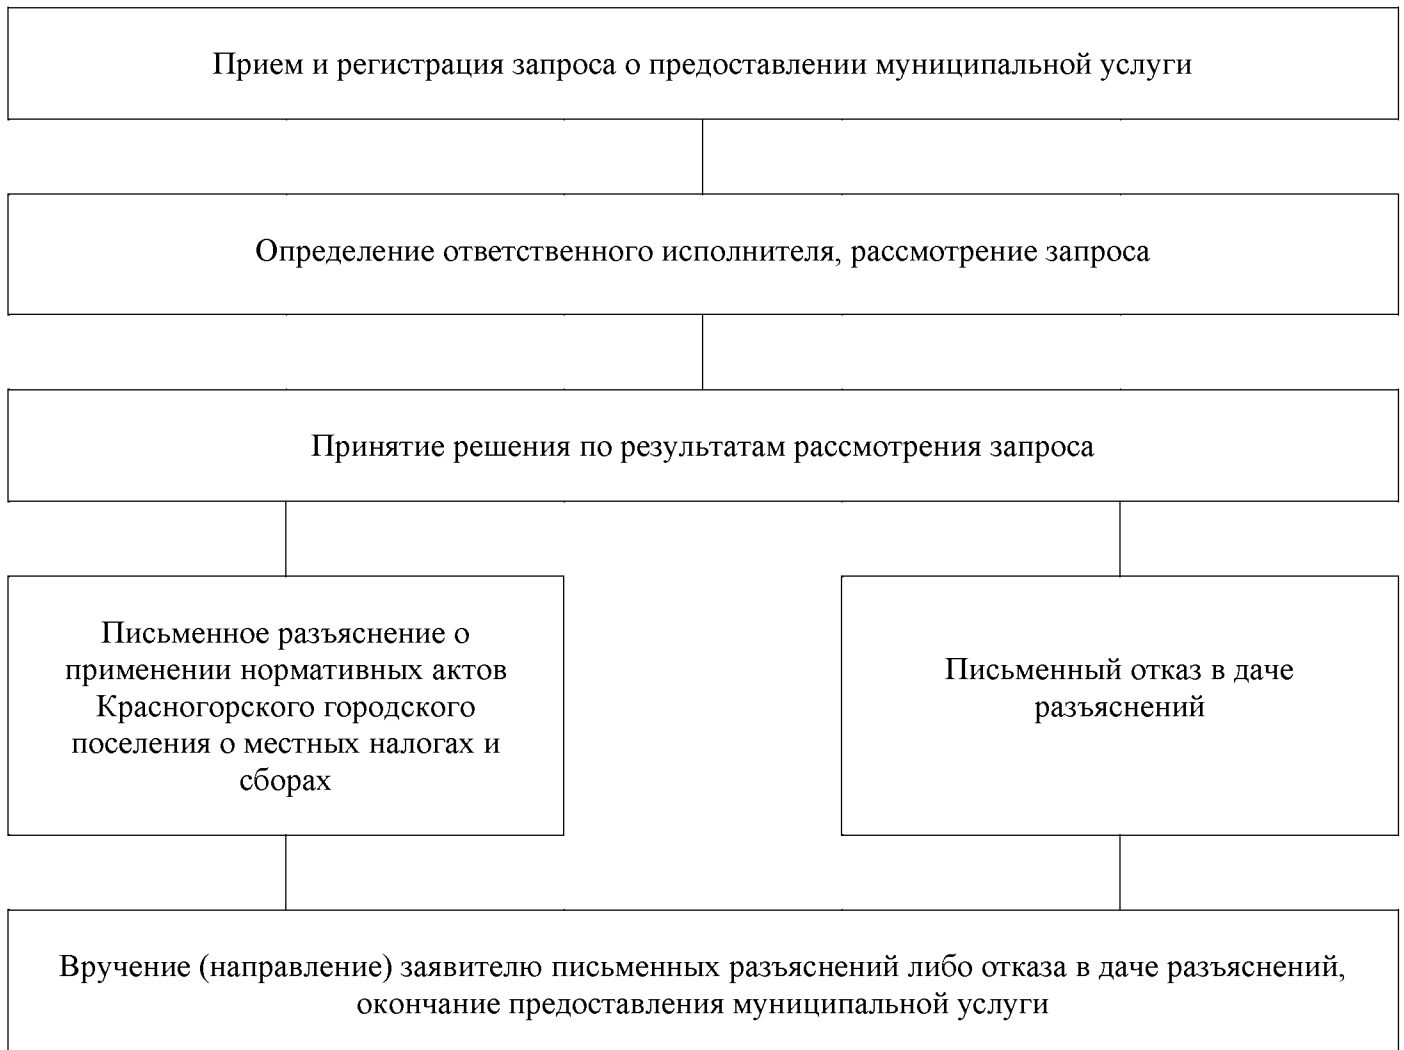 Прием и регистрация запроса о предоставлении муниципальной услуги
Определение ответственного исполнителя, рассмотрение запроса
Принятие решения по результатам рассмотрения запроса
Письменное разъяснение о
применении нормативных актов
Красногорского городского
поселения о местных налогах и
сборах
Письменный отказ в даче
разъяснений
Вручение (направление) заявителю письменных разъяснений либо отказа в даче разъяснений,
окончание предоставления муниципальной услуги